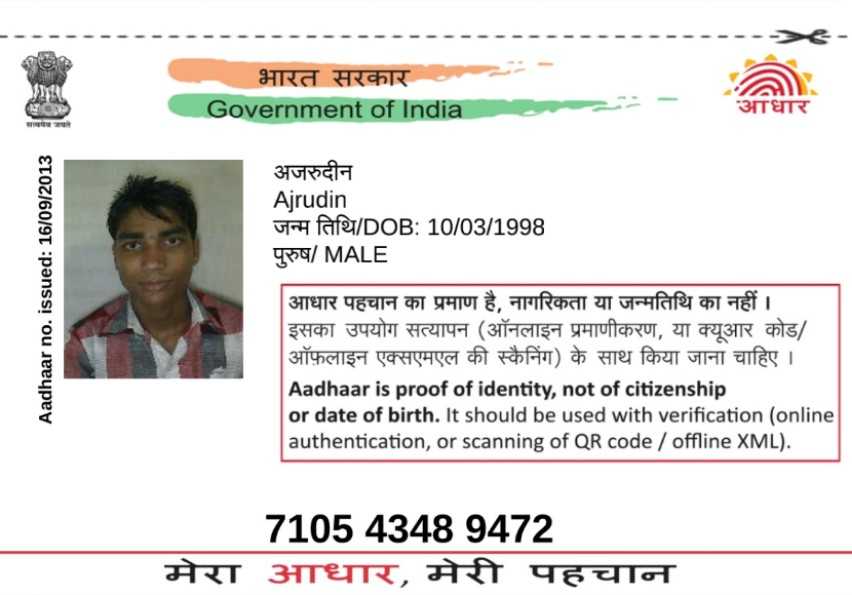 भारत सरकार
Government of India
सत्यमेव जयते
आधार
Aadhaar no. issued: 16/09/2013
अजरुदीन
Ajrudin
जन्म तिथि/DOB: 10/03/1998
पुरुष/ MALE
आधार पहचान का प्रमाण है, नागरिकता या जन्मतिथि का नहीं ।
इसका उपयोग सत्यापन (ऑनलाइन प्रमाणीकरण, या क्यूआर कोड/
ऑफ़लाइन एक्सएमएल की स्कैनिंग) के साथ किया जाना चाहिए ।
Aadhaar is proof of identity, not of citizenship
or date of birth. It should be used with verification (online
authentication, or scanning of QR code / offline XML).
7105 4348 9472
मेरा आधार, मेरी पहचान